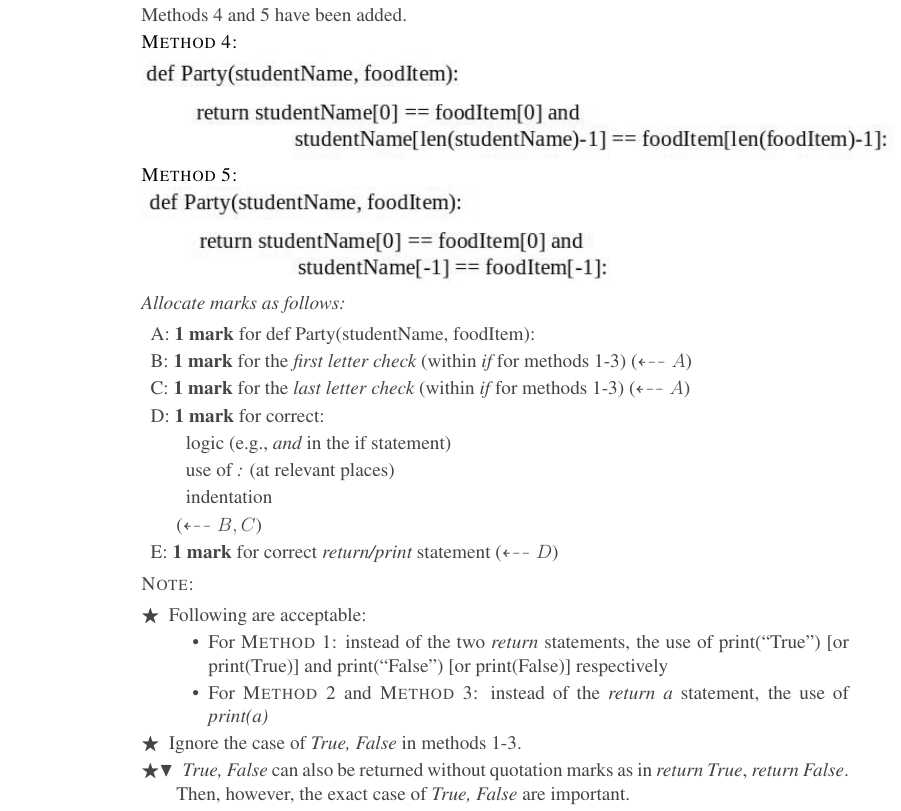 Methods 4 and 5 have been added.
METHOD 4:
def Party(studentName, foodItem):
return studentName[0] == foodItem[0] and
studentName[len(studentName)-1] == foodItem[len(foodItem)-1]:
METHOD 5:
def Party(studentName, foodItem):
return studentName[0] == foodItem[0] and
studentName[-1] == foodItem[-1]:
Allocate marks as follows:
A: 1 mark for def Party(studentName, foodItem):
B: 1 mark for the first letter check (within if for methods 1-3) (←-- A)
C: 1 mark for the last letter check (within if for methods 1-3) (←-- A)
D: 1 mark for correct:
logic (e.g., and in the if statement)
use of : (at relevant places)
indentation
(←-- B, C)
E: 1 mark for correct return/print statement (←-- D)
NOTE:
★ Following are acceptable:
• For METHOD 1: instead of the two return statements, the use of print(“True”) [or
print(True)] and print(“False”) [or print(False)] respectively
• For METHOD 2 and METHOD 3: instead of the return a statement, the use of
print(a)
★ Ignore the case of True, False in methods 1-3.
★▼ True, False can also be returned without quotation marks as in return True, return False.
Then, however, the exact case of True, False are important.